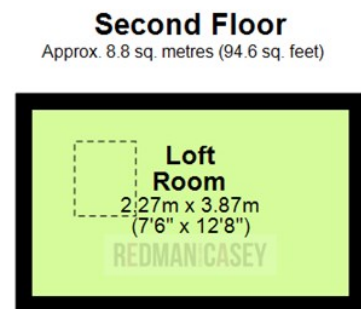 Second Floor
Approx. 8.8 sq. metres (94.6 sq. feet)
Loft
Room
2.27m x 3.87m
(7'6" x 12'8")
REDMAN CASEY